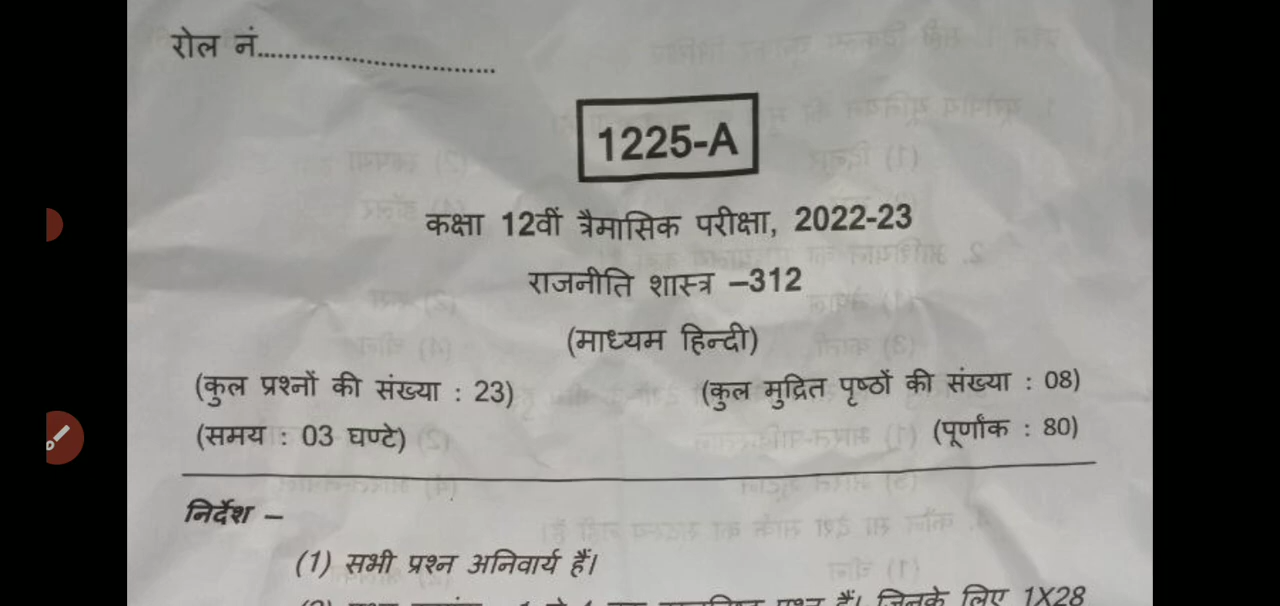 रोल नं.......................................
1225-A
कक्षा 12वीं त्रैमासिक परीक्षा, 2022-23
राजनीति शास्त्र –312
(माध्यम हिन्दी)
(कुल प्रश्नों की संख्या : 23) (कुल मुद्रित पृष्ठों की संख्या : 08)
(समय : 03 घण्टे) (पूर्णांक : 80)
निर्देश –
(1) सभी प्रश्न अनिवार्य हैं।
प्रश्न हैं। जिनके लिए 1X28